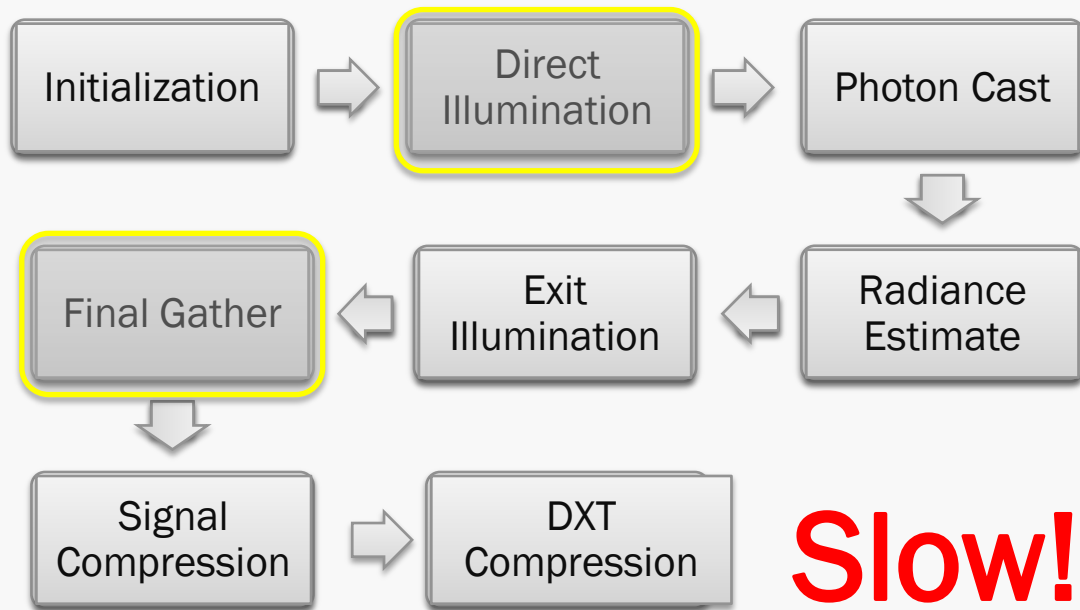 Initialization
Direct
Illumination
Photon Cast
Radiance
Estimate
Exit
Illumination
Final Gather
Signal
Compression
DXT
Compression
Slow!